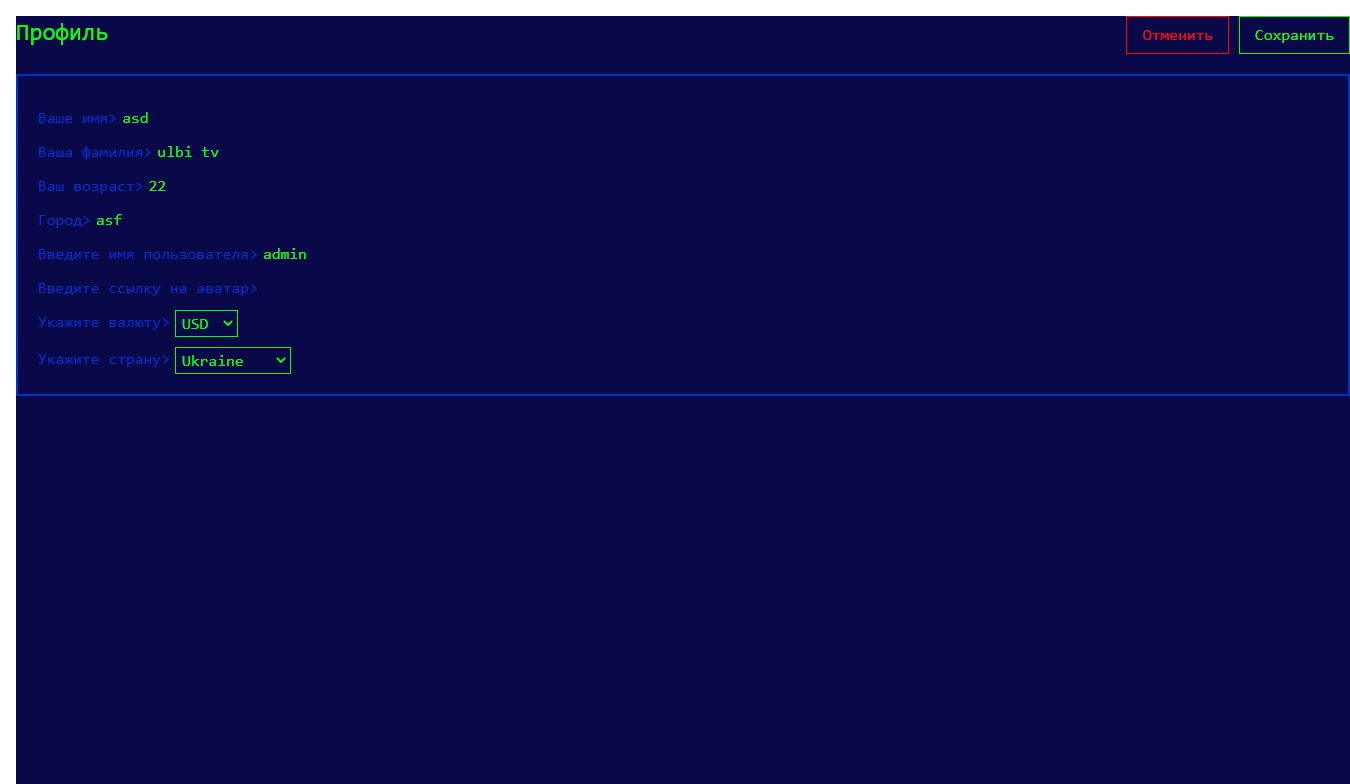 Профиль
Отменить
Сохранить
Ваше имя> asd
Ваша фамилия> ulbi tv
Ваш возраст> 22
Город> asf
Введите имя пользователя> admin
Введите ссылку на аватар>
Укажите валюту> USD
Укажите страну> Ukraine